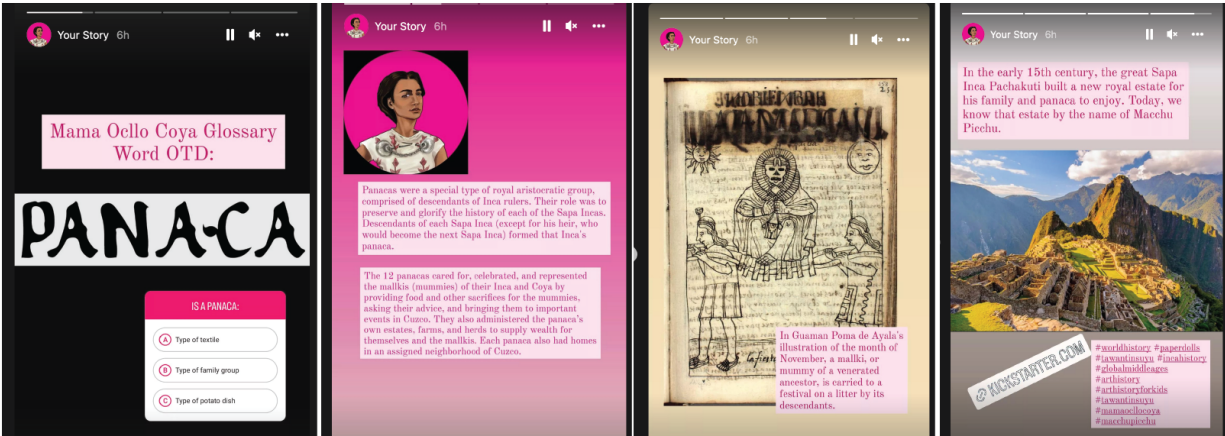 Your Story 6h
Mama Ocllo Coya Glossary
Word OTD:
PANACA
IS A PANACA:
A Type of textile
B Type of family group
C Type of potato dish
Your Story 6h
Panacas were a special type of royal aristocratic group,
comprised of descendants of Inca rulers. Their role was to
preserve and glorify the history of each of the Sapa Incas.
Descendants of each Sapa Inca (except for his heir, who
would become the next Sapa Inca) formed that Inca's
panaca.
The 12 panacas cared for, celebrated, and represented
the mallkis (mummies) of their Inca and Coya by
providing food and other sacrifices for the mummies,
asking their advice, and bringing them to important
events in Cuzco. They also administered the panaca's
own estates, farms, and herds to supply wealth for
themselves and the mallkis. Each panaca also had homes
in an assigned neighborhood of Cuzco.
Your Story 6h
la fiesta
In Guaman Poma de Ayala's
illustration of the month of
November, a mallki, or
mummy of a venerated
ancestor, is carried to a
festival on a litter by its
descendants.
Your Story 6h
In the early 15th century, the great Sapa
Inca Pachakuti built a new royal estate for
his family and panaca to enjoy. Today, we
know that estate by the name of Macchu
Picchu.
KICKSTARTER.COM
#worldhistory #paperdolls
#tawantinsuyu #incahistory
#globalmiddleages
#arthistory
#arthistoryforkids
#tawantinsuyu
#mamaocllocoya
#macchupicchu